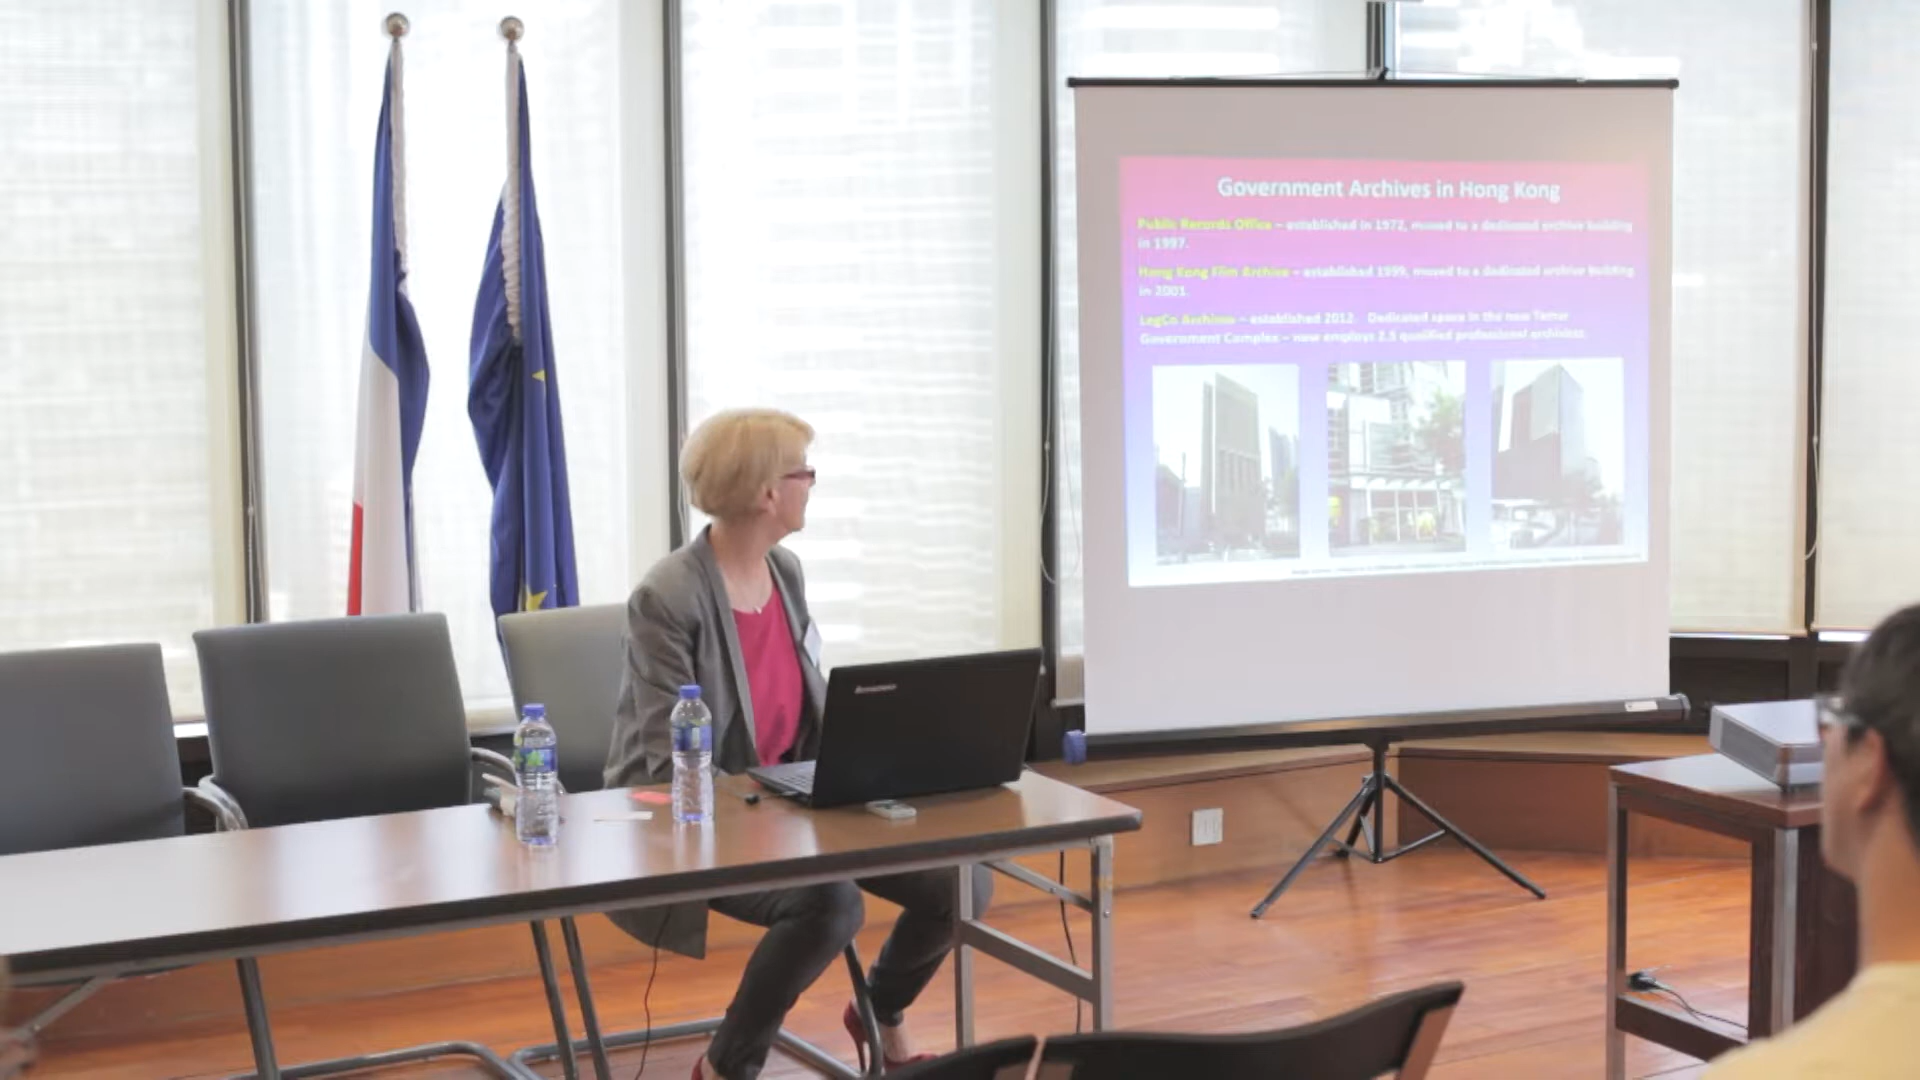 Government Archives in Hong Kong
Public Records Office – established in 1972, moved to a dedicated archive building
in 1997.
Hong Kong Film Archive – established 1999, moved to a dedicated archive building
in 2001.
LegCo Archives – established 2012. Dedicated space in the new Tamar
Government Complex – now employs 2.5 qualified professional archivists.
lenovo